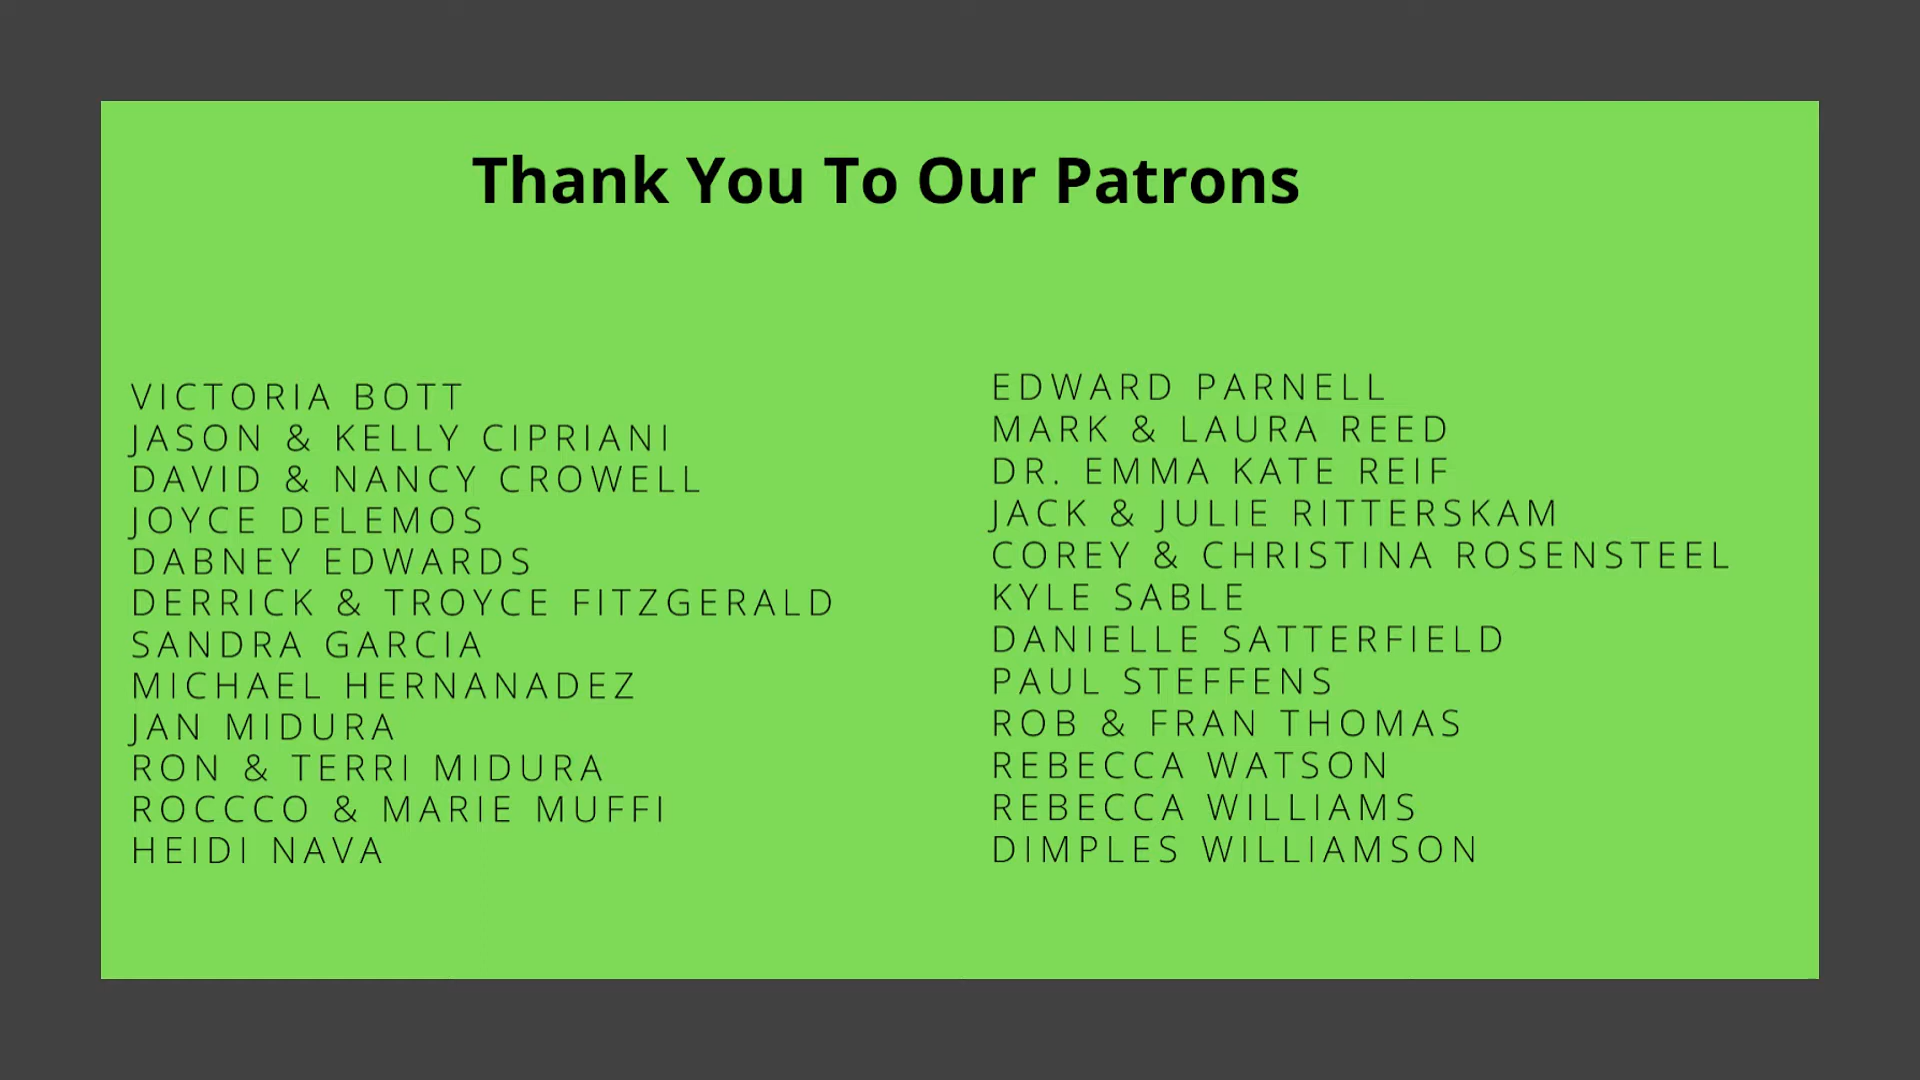 Thank You To Our Patrons
VICTORIA BOTT
JASON & KELLY CIPRIANI
DAVID & NANCY CROWELL
JOYCE DELEMOS
DABNEY EDWARDS
DERRICK & TROYCE FITZGERALD
SANDRA GARCIA
MICHAEL HERNANADEZ
JAN MIDURA
RON & TERRI MIDURA
ROCCCO & MARIE MUFFI
HEIDI NAVA
EDWARD PARNELL
MARK & LAURA REED
DR. EMMA KATE REIF
JACK & JULIE RITTERSKAM
COREY & CHRISTINA ROSENSTEEL
KYLE SABLE
DANIELLE SATTERFIELD
PAUL STEFFENS
ROB & FRAN THOMAS
REBECCA WATSON
REBECCA WILLIAMS
DIMPLES WILLIAMSON